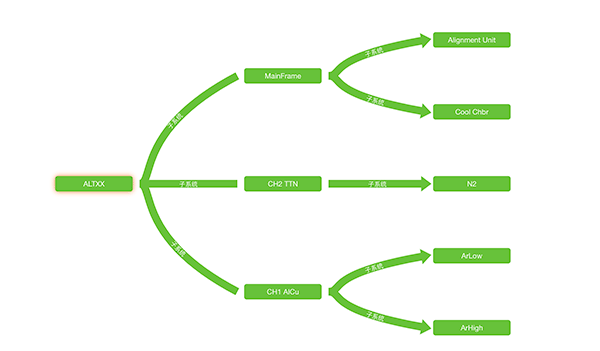 Alignment Unit
子系统
MainFrame
子系统
Cool Chbr
子系统
ALTXX
子系统
CH2 TTN
子系统
N2
子系统
ArLow
子系统
CH1 AlCu
子系统
ArHigh